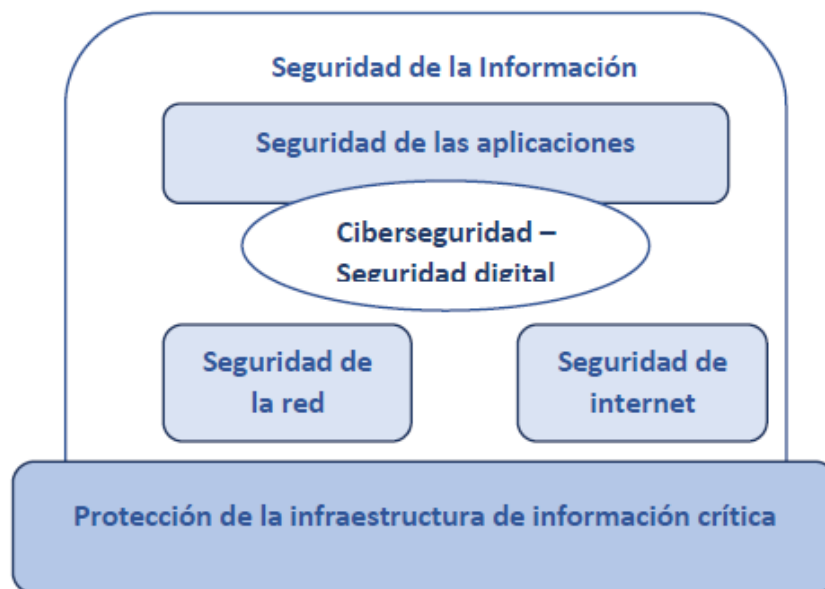 Seguridad de la Información
Seguridad de las aplicaciones
Ciberseguridad –
Seguridad digital
Seguridad de
la red
Seguridad de
internet
Protección de la infraestructura de información crítica